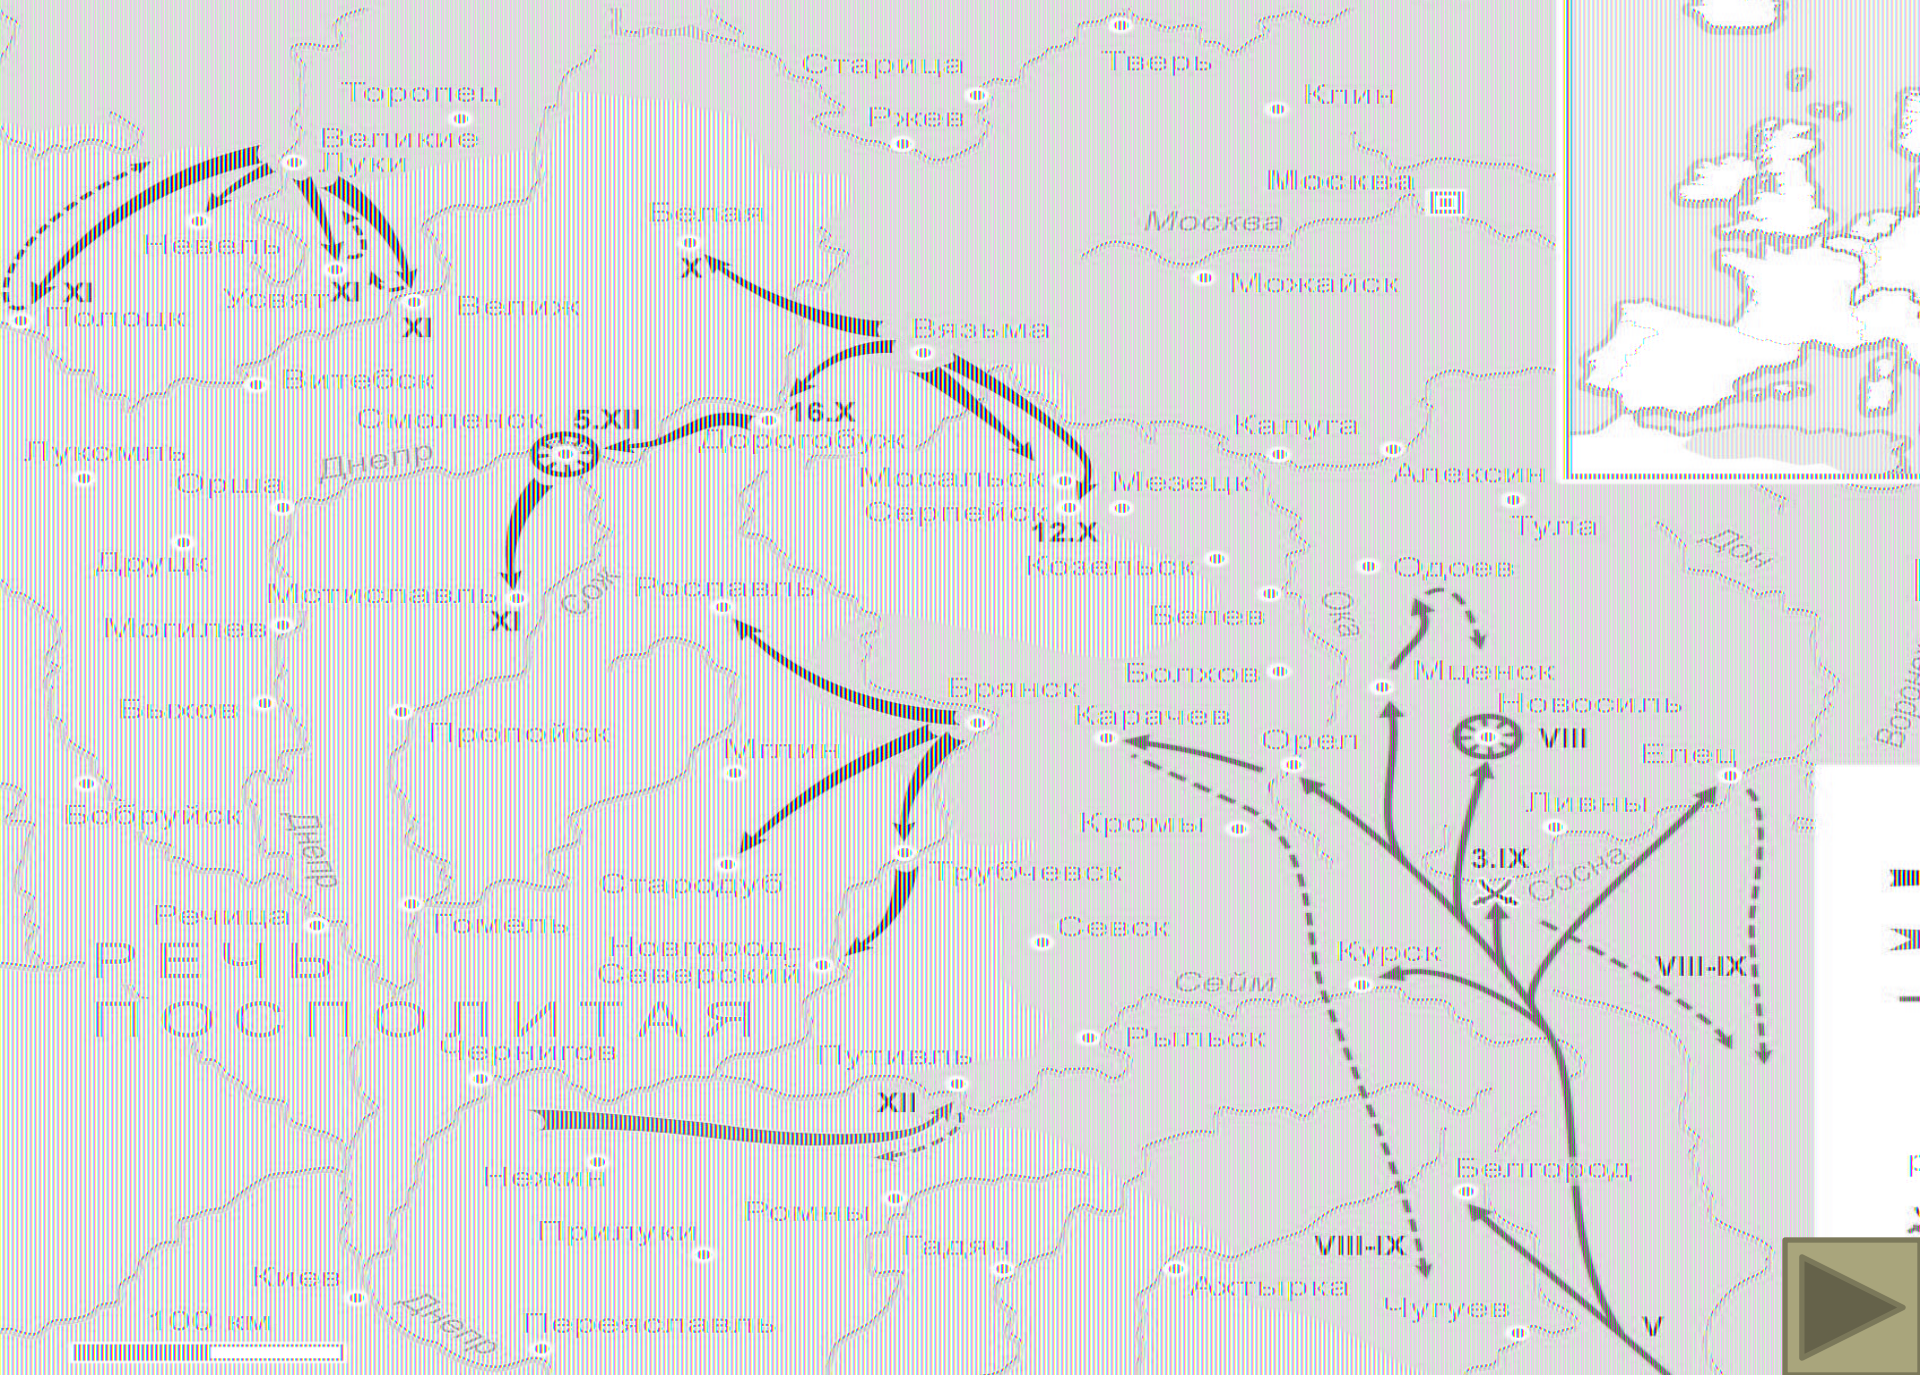 Старица
Тверь
Торопец
Клин
Ржев
Великие
Луки
Москва
Белая
Москва
Невель
X
Можайск
XI
Усвят
XI
Велиж
Полоцк
XI
Вязьма
Витебск
Смоленск
5.XII
16.X
Калуга
Дорогобуж
Лукомль
Днепр
Алексин
Орша
Мосальск
Мезецк
Серпейск
12.X
Тула
Дон
Друцк
Козельск
Одоев
Мстиславль
Сож
Рославль
Ока
Белев
XI
Могилев
Болхов
Мценск
Брянск
Новосиль
Быхов
Карачев
Пропойск
Орел
VIII
Мглин
Елец
Воронеж
Бобруйск
Ливны
Днепр
Кромы
3.IX
Сосна
Стародуб
Трубчевск
Речица
Гомель
Севск
РЕЧЬ
Новгород-
Северский
Курск
VIII-IX
Сейм
ПОСПОЛИТАЯ
Рыльск
Чернигов
Путивль
XII
Нежин
Белгород
Ромны
Прилуки
Гадяч
VIII-IX
Киев
Ахтырка
Чугуев
Днепр
100 км
Переяславль
V